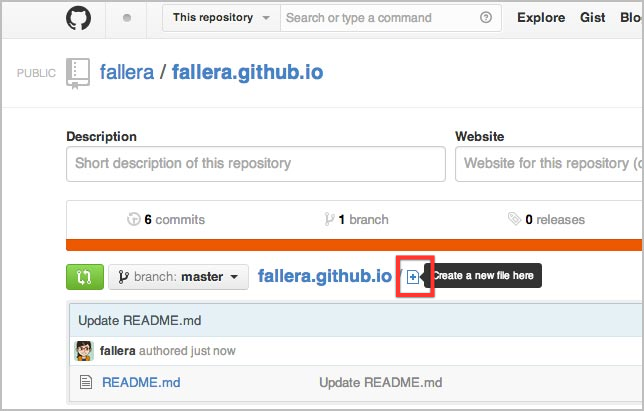 This repository Search or type a command Explore Gist Blo
PUBLIC fallera / fallera.github.io
Description Website
Short description of this repository Website for this repository (
6 commits 1 branch 0 releases
branch: master fallera.github.io / Create a new file here
Update README.md
fallera authored just now
README.md Update README.md